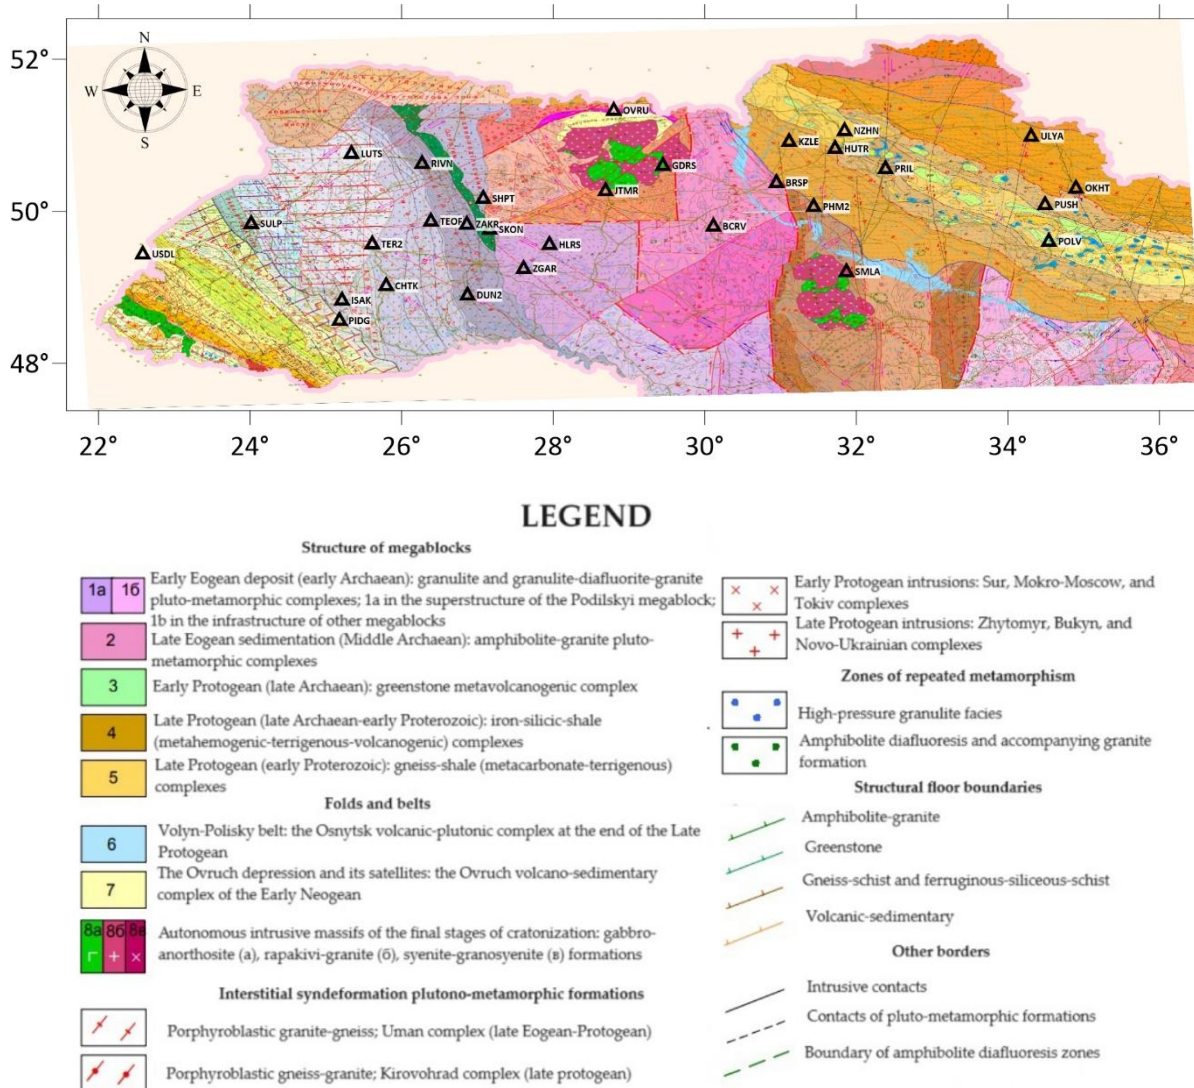 N
W E
S
52°
50°
48°
OVRU
NZHN
KZLE
ULYA
LUTS
HUTR
RIVN
GDRS
PRIL
BRSP
SHPT
JTMR
OKHT
PHM2
PUSH
SULP
ZAKR
SKON
BCRV
TER2
HLRS
POLV
USDL
ZGAR
SMLA
CHTK
DUN2
ISAK
PIDG
22° 24° 26° 28° 30° 32° 34° 36°
LEGEND
Structure of megablocks
1a 1б
Early Eogean deposit (early Archaean): granulite and granulite-diafluorite-granite
pluto-metamorphic complexes; 1a in the superstructure of the Podilskyi megablock;
1b in the infrastructure of other megablocks
2
Late Eogean sedimentation (Middle Archaean): amphibolite-granite pluto-
metamorphic complexes
3
Early Protogean (late Archaean): greenstone metavolcanogenic complex
4
Late Protogean (late Archaean-early Proterozoic): iron-silicic-shale
(metahemogenic-terrigenous-volcanogenic) complexes
5
Late Protogean (early Proterozoic): gneiss-shale (metacarbonate-terrigenous)
complexes
Folds and belts
6
Volyn-Polisky belt: the Osnytsk volcanic-plutonic complex at the end of the Late
Protogean
7
The Ovruch depression and its satellites: the Ovruch volcano-sedimentary
complex of the Early Neogean
8а 8б 8в
Autonomous intrusive massifs of the final stages of cratonization: gabbro-
anorthosite (a), rapakivi-granite (б), syenite-granosyenite (в) formations
Interstitial syndeformation plutono-metamorphic formations
Porphyroblastic granite-gneiss; Uman complex (late Eogean-Protogean)
Porphyroblastic gneiss-granite; Kirovohrad complex (late protogean)
Early Protogean intrusions: Sur, Mokro-Moscow, and
Tokiv complexes
Late Protogean intrusions: Zhytomyr, Bukyn, and
Novo-Ukrainian complexes
Zones of repeated metamorphism
High-pressure granulite facies
Amphibolite diafluoresis and accompanying granite
formation
Structural floor boundaries
Amphibolite-granite
Greenstone
Gneiss-schist and ferruginous-siliceous-schist
Volcanic-sedimentary
Other borders
Intrusive contacts
Contacts of pluto-metamorphic formations
Boundary of amphibolite diafluoresis zones